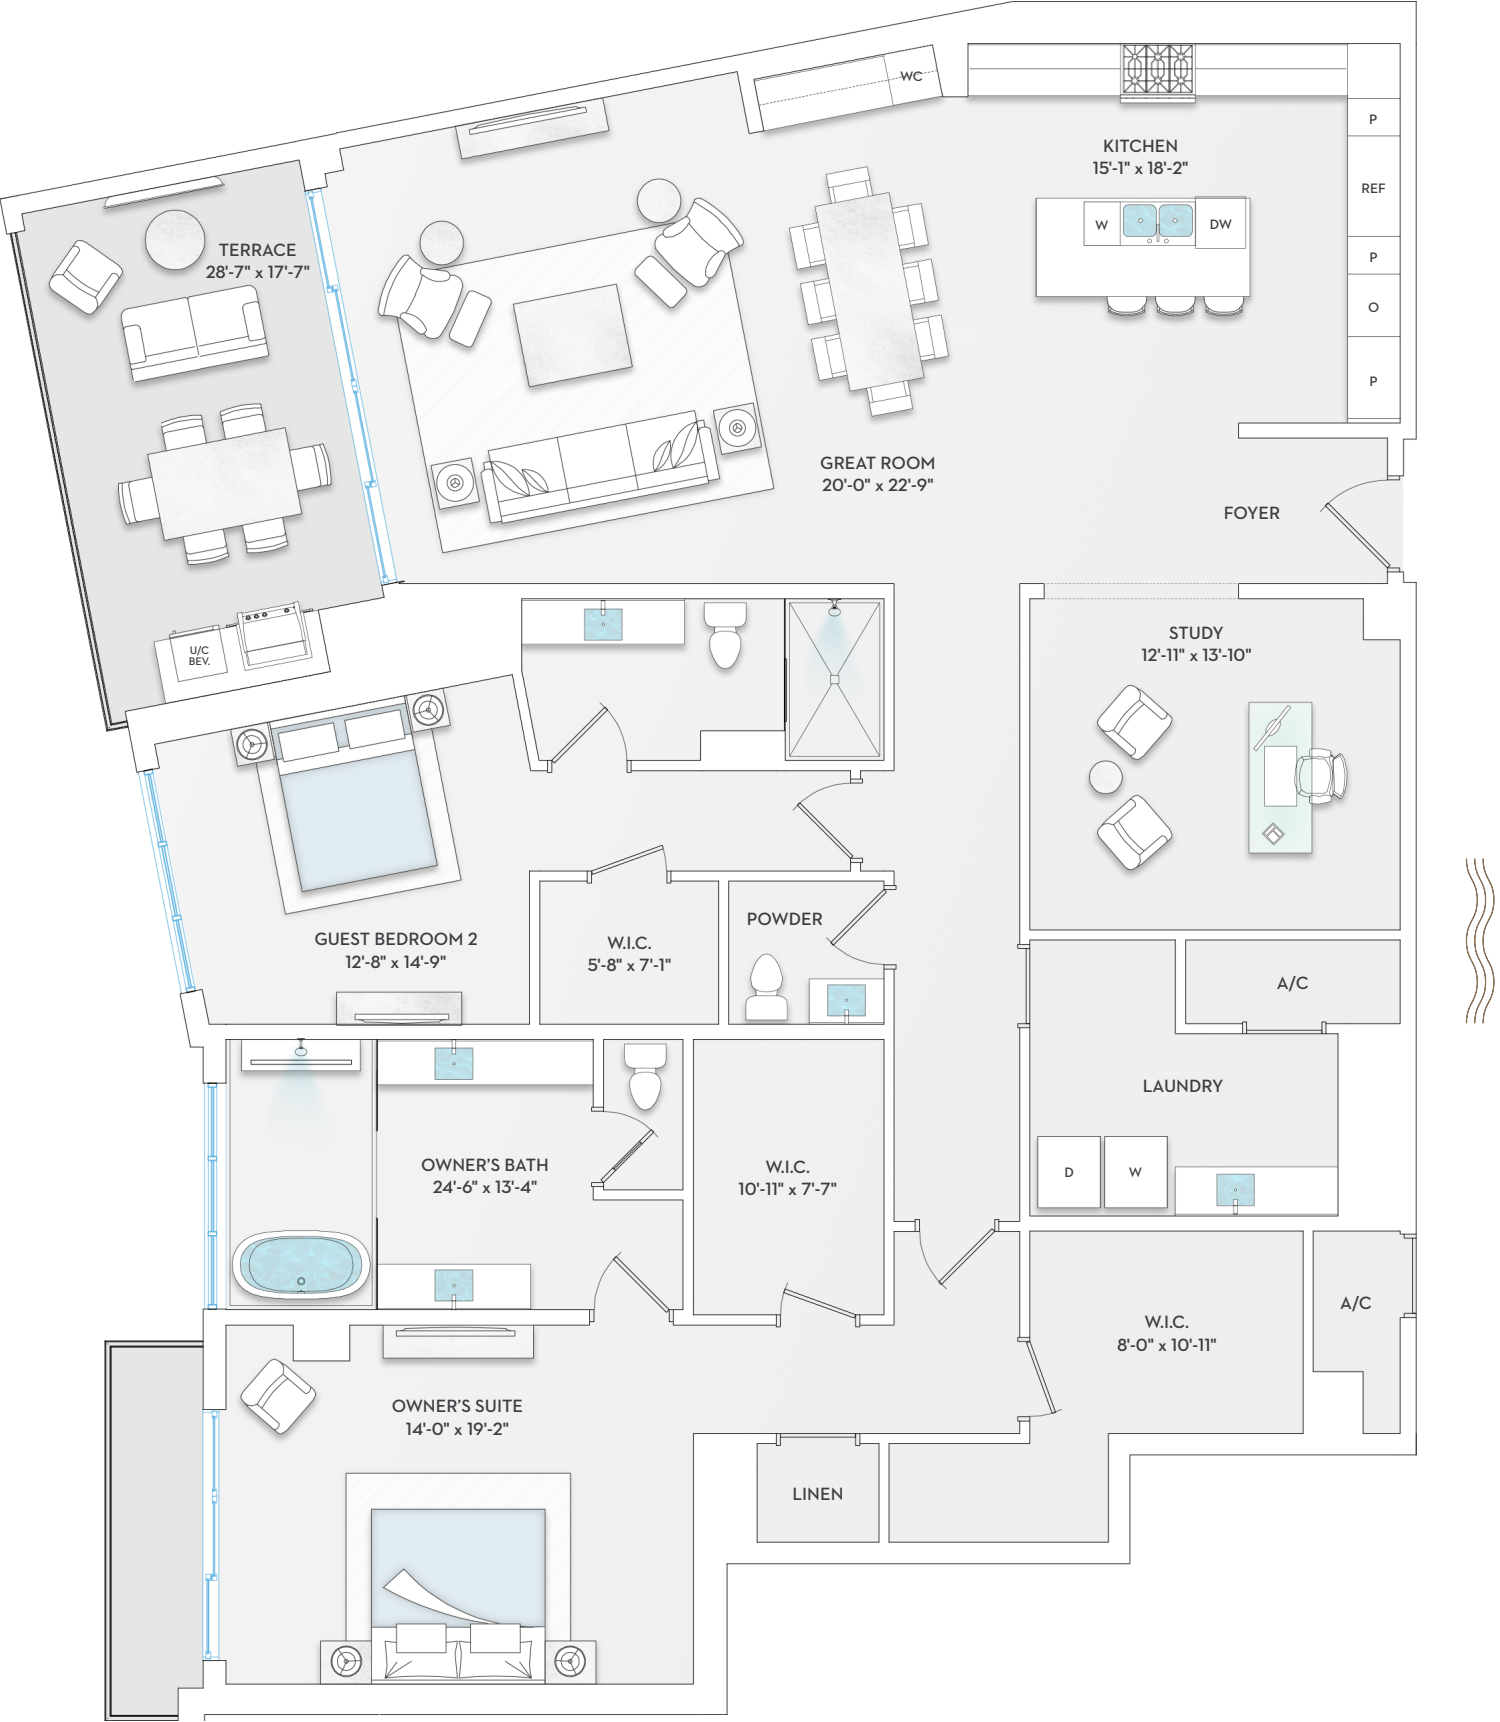 WC
KITCHEN
15'-1" x 18'-2"
P
REF
W
DW
P
O
P
TERRACE
28'-7" x 17'-7"
GREAT ROOM
20'-0" x 22'-9"
FOYER
U/C
BEV.
STUDY
12'-11" x 13'-10"
GUEST BEDROOM 2
12'-8" x 14'-9"
W.I.C.
5'-8" x 7'-1"
POWDER
A/C
LAUNDRY
D
W
OWNER'S BATH
24'-6" x 13'-4"
W.I.C.
10'-11" x 7'-7"
W.I.C.
8'-0" x 10'-11"
A/C
OWNER'S SUITE
14'-0" x 19'-2"
LINEN